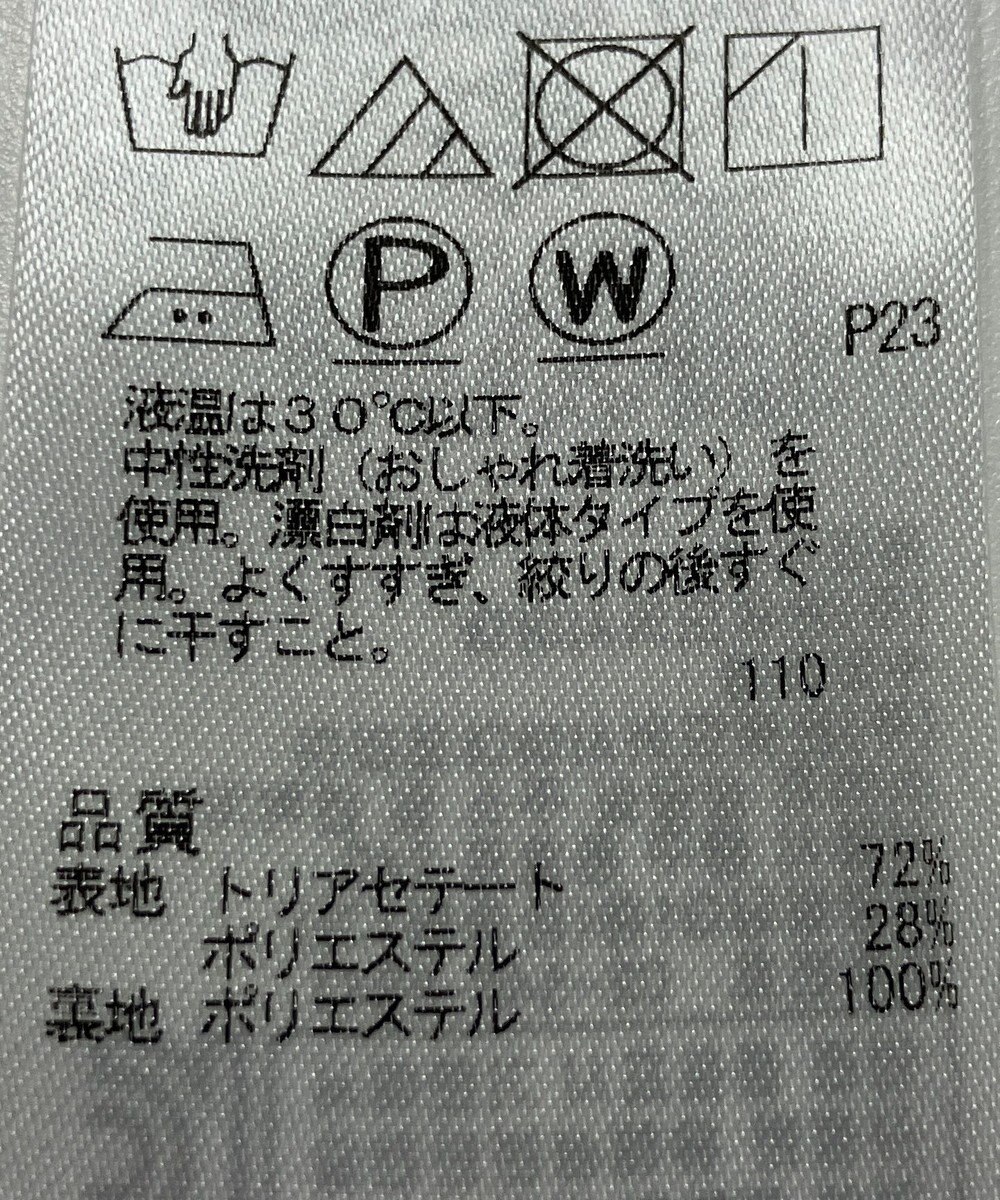 P W
P23
液温は30℃以下。
中性洗剤（おしゃれ着洗い）を
使用。漂白剤は液体タイプを使
用。よくすすぎ、絞りの後すぐ
に干すこと。
110
品質
表地 トリアセテート 72%
ポリエステル 28%
裏地 ポリエステル 100%